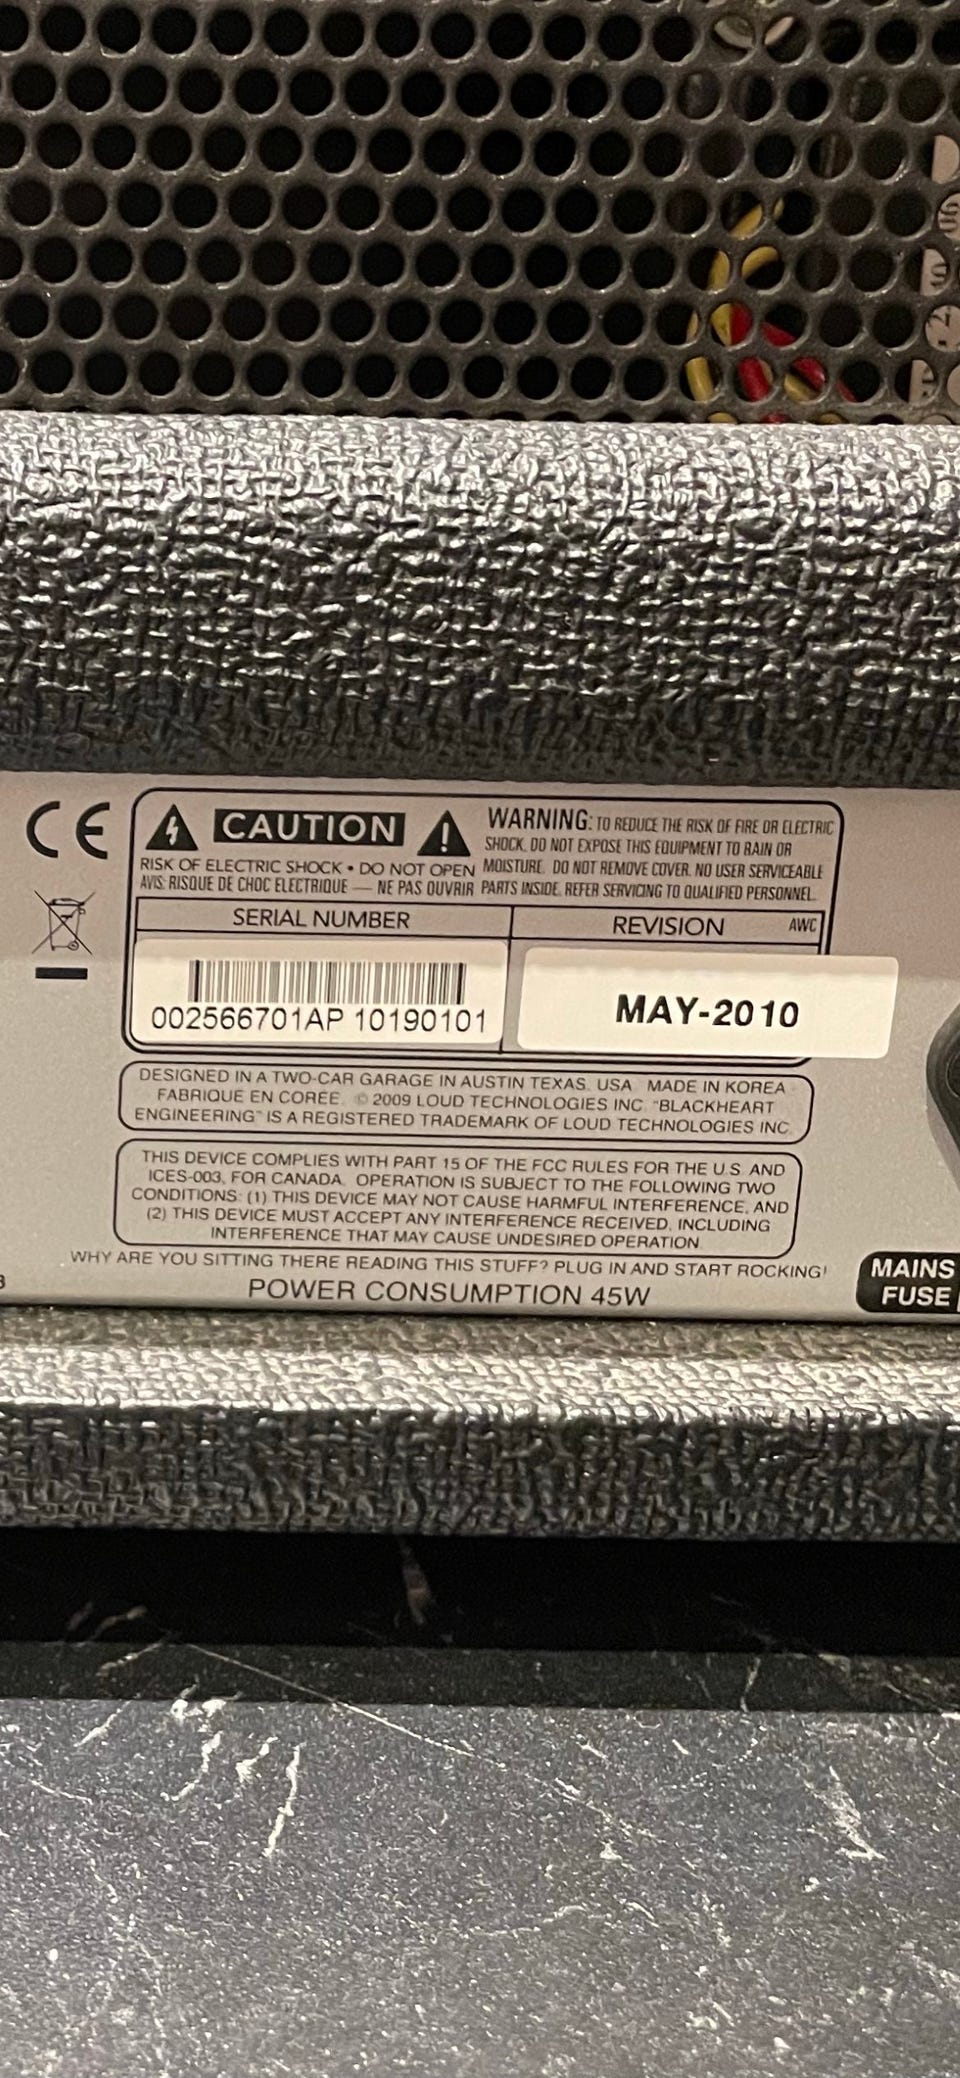 CE
CAUTION
RISK OF ELECTRIC SHOCK • DO NOT OPEN
AVIS: RISQUE DE CHOC ELECTRIQUE — NE PAS OUVRIR
WARNING: TO REDUCE THE RISK OF FIRE OR ELECTRIC
SHOCK, DO NOT EXPOSE THIS EQUIPMENT TO RAIN OR
MOISTURE. DO NOT REMOVE COVER. NO USER SERVICEABLE
PARTS INSIDE. REFER SERVICING TO QUALIFIED PERSONNEL.
SERIAL NUMBER
REVISION AWC
002566701AP 10190101
MAY-2010
DESIGNED IN A TWO-CAR GARAGE IN AUSTIN TEXAS. USA MADE IN KOREA
FABRIQUE EN COREE. © 2009 LOUD TECHNOLOGIES INC. "BLACKHEART
ENGINEERING" IS A REGISTERED TRADEMARK OF LOUD TECHNOLOGIES INC.
THIS DEVICE COMPLIES WITH PART 15 OF THE FCC RULES FOR THE U.S. AND
ICES-003, FOR CANADA. OPERATION IS SUBJECT TO THE FOLLOWING TWO
CONDITIONS: (1) THIS DEVICE MAY NOT CAUSE HARMFUL INTERFERENCE, AND
(2) THIS DEVICE MUST ACCEPT ANY INTERFERENCE RECEIVED, INCLUDING
INTERFERENCE THAT MAY CAUSE UNDESIRED OPERATION.
WHY ARE YOU SITTING THERE READING THIS STUFF? PLUG IN AND START ROCKING!
POWER CONSUMPTION 45W
MAINS
FUSE